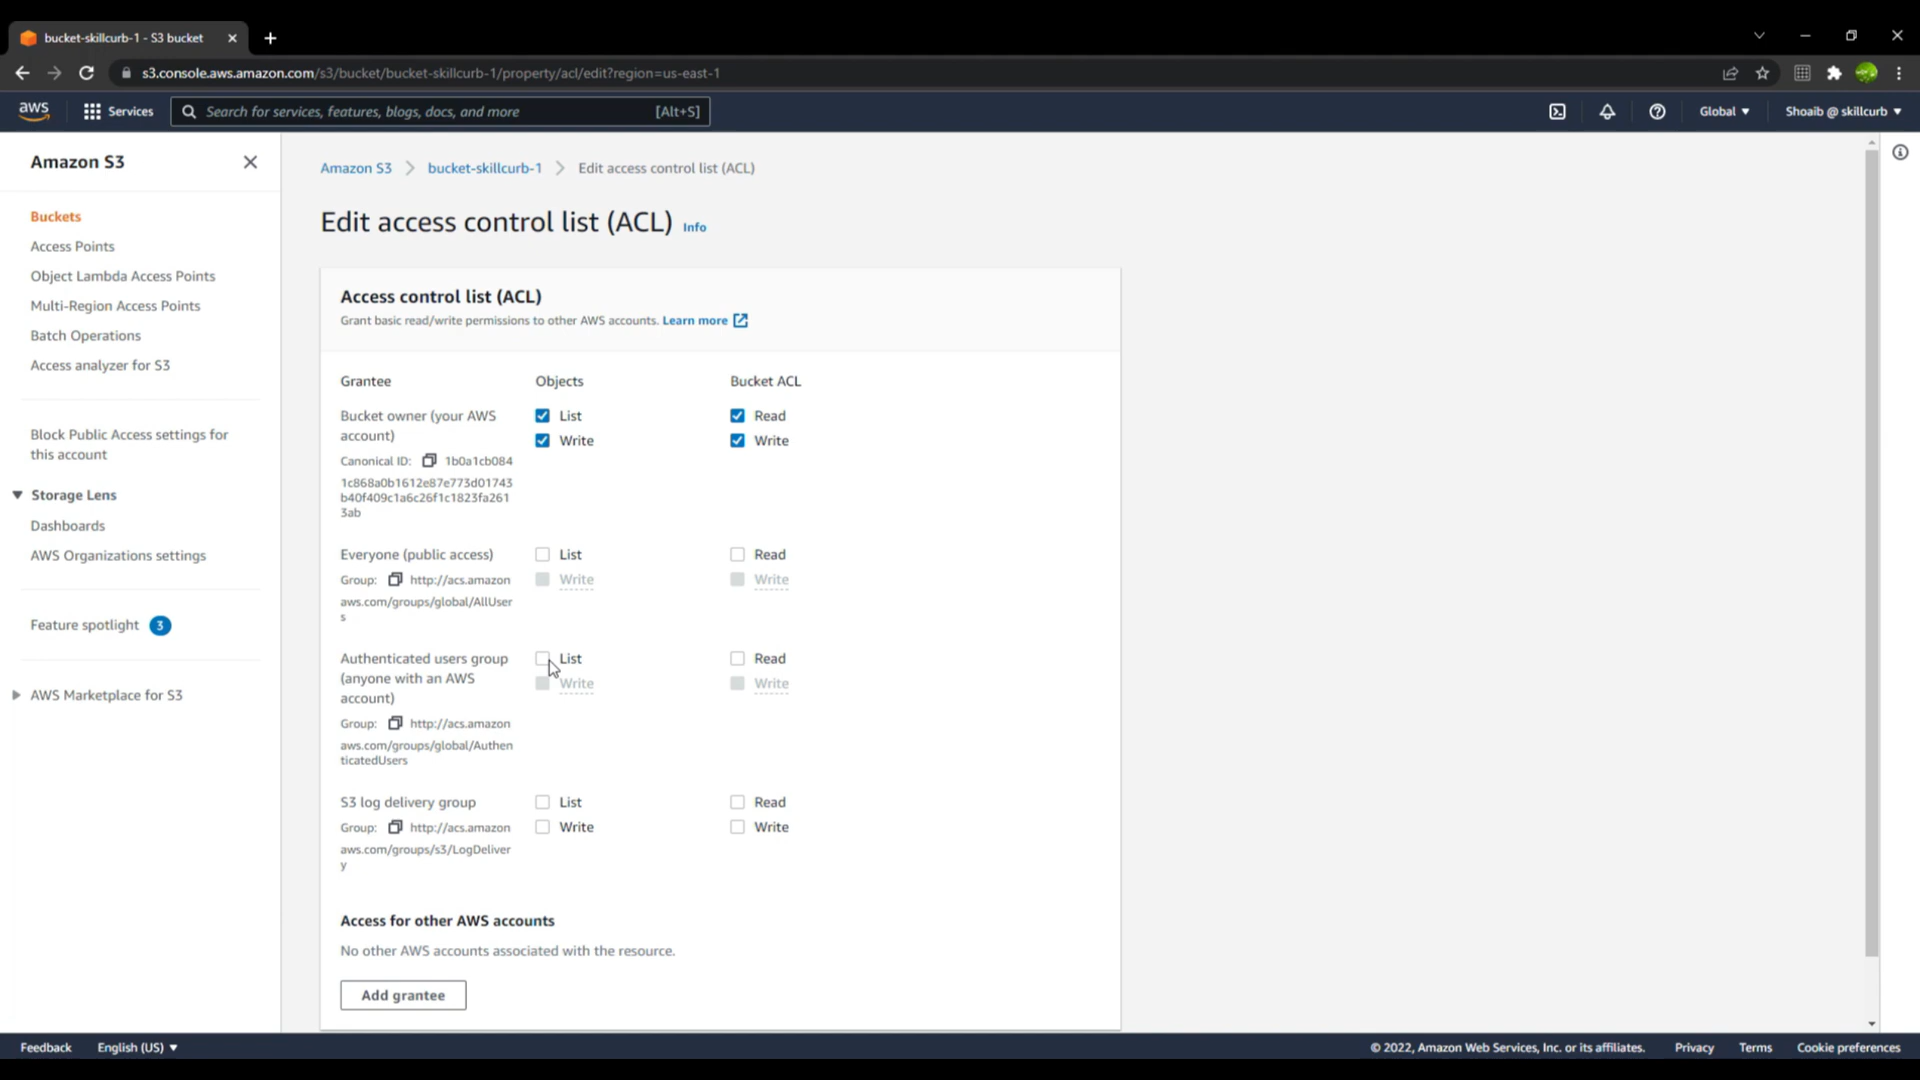 bucket-skillcurb-1 - S3 bucket
s3.console.aws.amazon.com/s3/bucket/bucket-skillcurb-1/property/acl/edit?region=us-east-1
aws Services Search for services, features, blogs, docs, and more [Alt+S] Global Shoaib @ skillcurb
Amazon S3
Buckets
Access Points
Object Lambda Access Points
Multi-Region Access Points
Batch Operations
Access analyzer for S3
Block Public Access settings for
this account
Storage Lens
Dashboards
AWS Organizations settings
Feature spotlight 3
AWS Marketplace for S3
Amazon S3 bucket-skillcurb-1 Edit access control list (ACL)
Edit access control list (ACL) Info
Access control list (ACL)
Grant basic read/write permissions to other AWS accounts. Learn more
Grantee Objects Bucket ACL
Bucket owner (your AWS
account)
List Read
Write Write
Canonical ID: 1b0a1cb084
1c868a0b1612e87e773d01743
b40f409c1a6c26f1c1823fa261
3ab
Everyone (public access) List Read
Group: http://acs.amazon Write Write
aws.com/groups/global/AllUser
s
Authenticated users group List Read
(anyone with an AWS Write Write
account)
Group: http://acs.amazon
aws.com/groups/global/Authen
ticatedUsers
S3 log delivery group List Read
Group: http://acs.amazon Write Write
aws.com/groups/s3/LogDeliver
y
Access for other AWS accounts
No other AWS accounts associated with the resource.
Add grantee
Feedback English (US) © 2022, Amazon Web Services, Inc. or its affiliates. Privacy Terms Cookie preferences